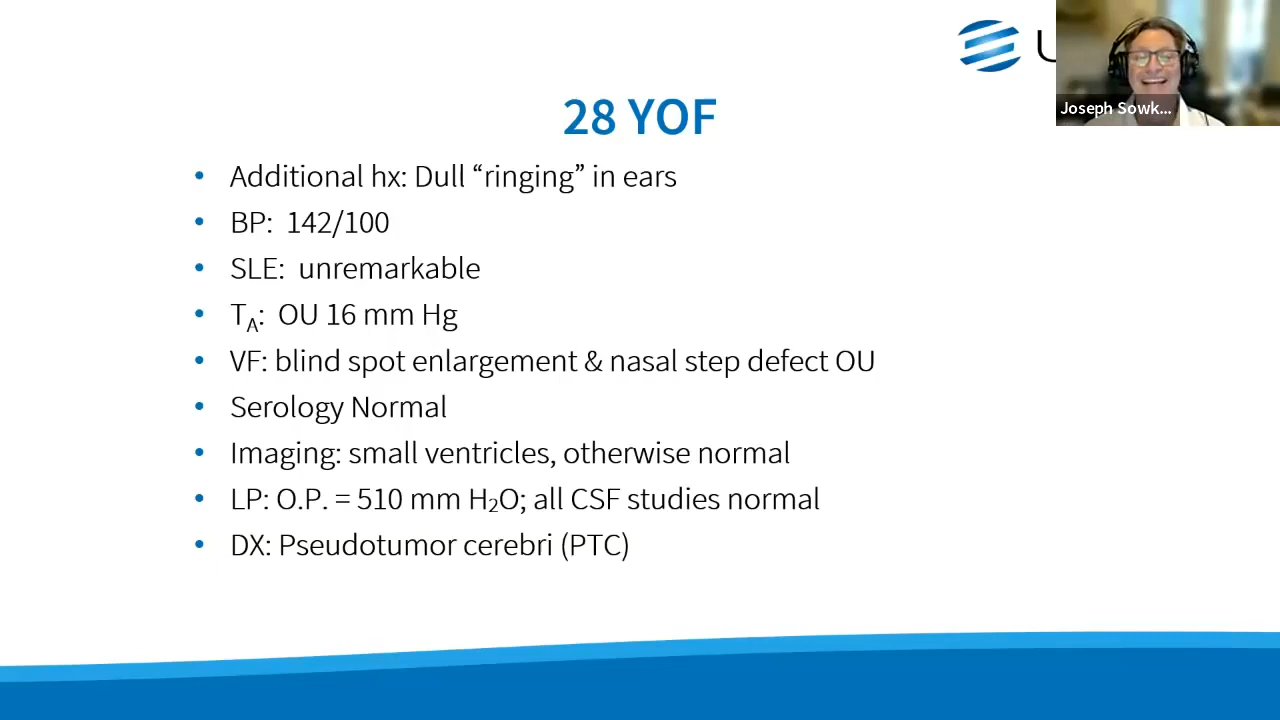 U
Joseph Sowk...
28 YOF
• Additional hx: Dull “ringing” in ears
• BP: 142/100
• SLE: unremarkable
• TA: OU 16 mm Hg
• VF: blind spot enlargement & nasal step defect OU
• Serology Normal
• Imaging: small ventricles, otherwise normal
• LP: O.P. = 510 mm H₂O; all CSF studies normal
• DX: Pseudotumor cerebri (PTC)